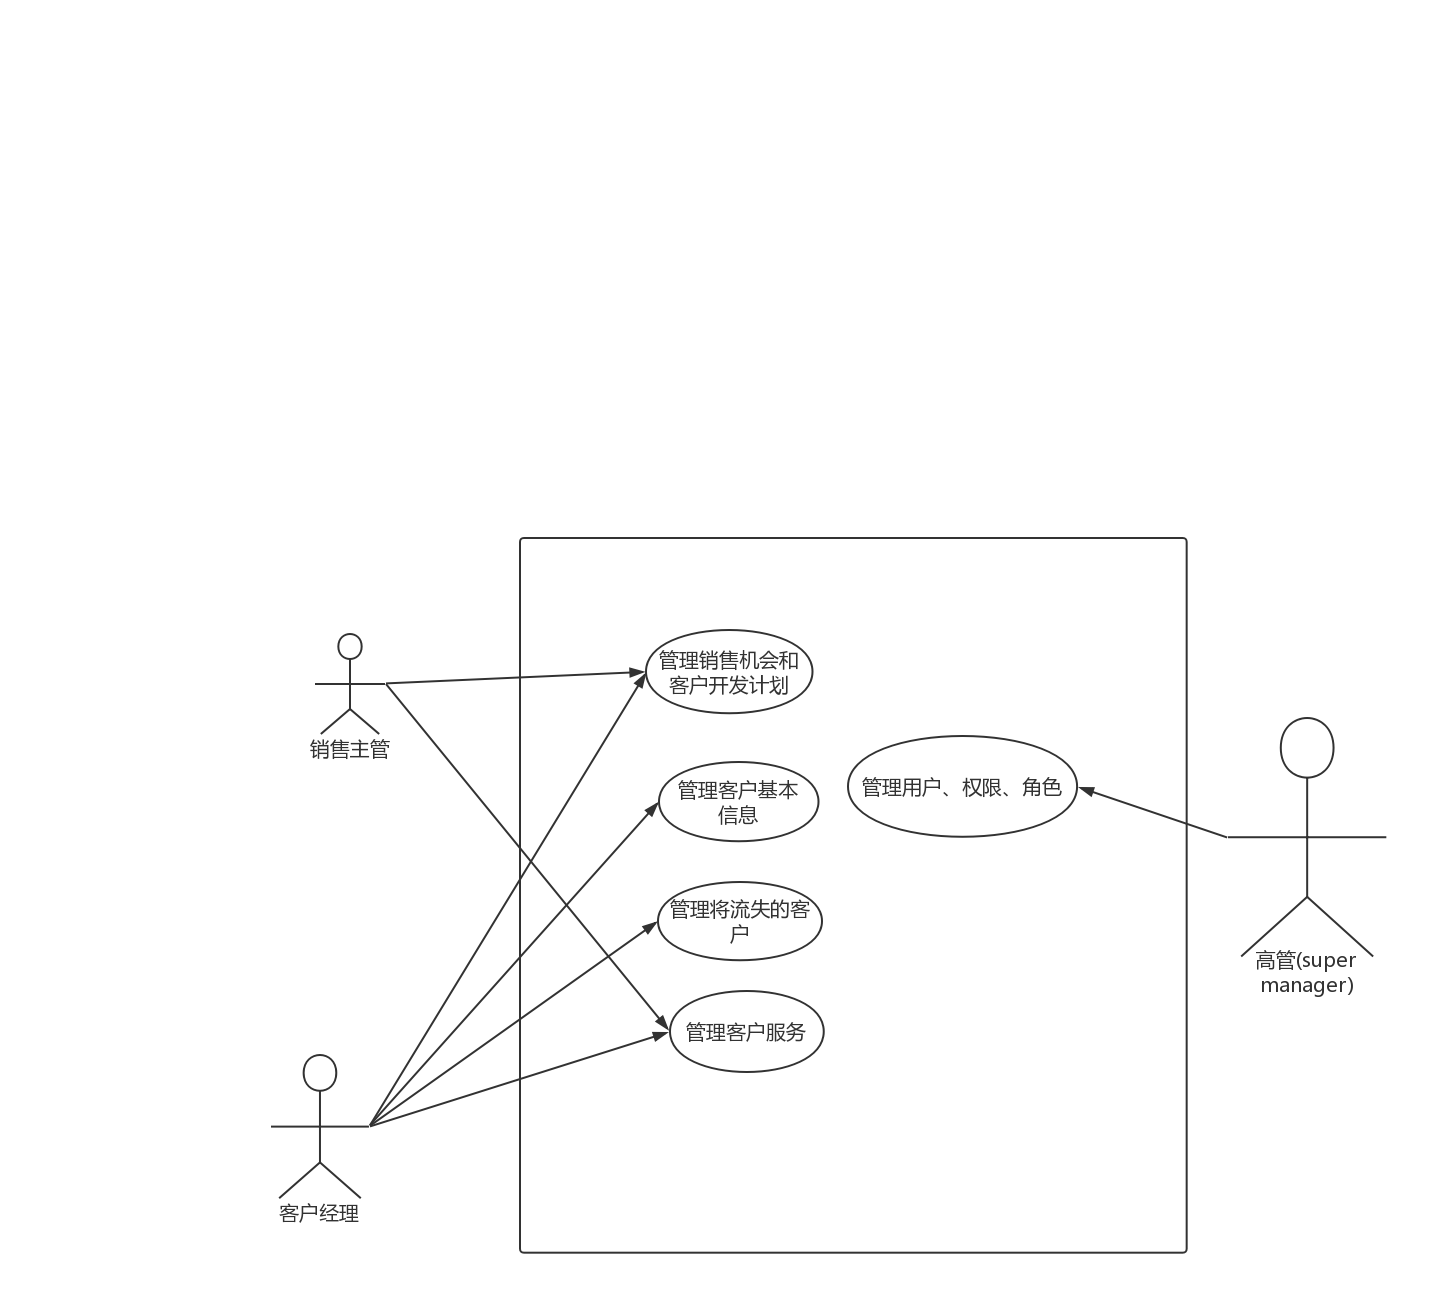 管理销售机会和
客户开发计划
销售主管
管理客户基本
信息
管理用户、权限、角色
管理将流失的客
户
高管(super
manager)
管理客户服务
客户经理